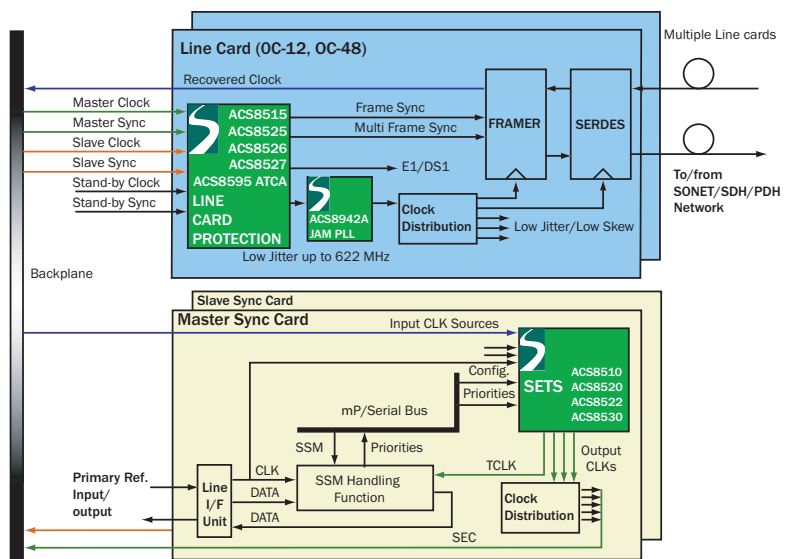 Multiple Line cards
Line Card (OC-12, OC-48)
Recovered Clock
Master Clock
Master Sync
Slave Clock
Slave Sync
Stand-by Clock
Stand-by Sync
ACS8515
ACS8525
ACS8526
ACS8527
ACS8595 ATCA
LINE
CARD
PROTECTION
Frame Sync
Multi Frame Sync
E1/DS1
FRAMER
SERDES
ACS8942A
JAM PLL
Clock
Distribution
Low Jitter/Low Skew
Low Jitter up to 622 MHz
To/from
SONET/SDH/PDH
Network
Backplane
Slave Sync Card
Master Sync Card
Input CLK Sources
Config.
Priorities
SETS
ACS8510
ACS8520
ACS8522
ACS8530
mP/Serial Bus
SSM
Priorities
TCLK
Output
CLKs
Primary Ref.
Input/
output
Line
I/F
Unit
CLK
DATA
DATA
SSM Handling
Function
Clock
Distribution
SEC